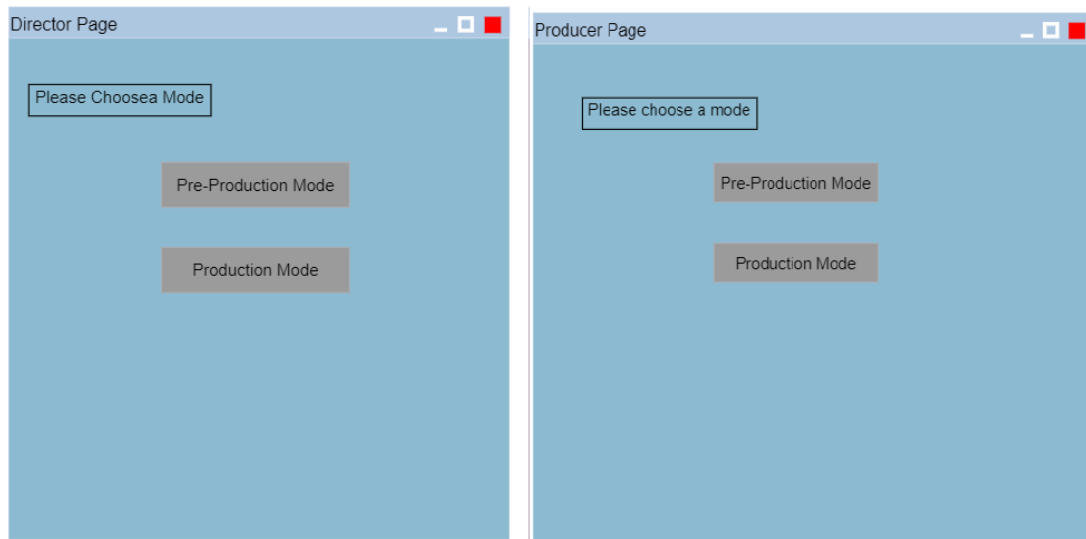 Director Page
Please Choosea Mode
Pre-Production Mode
Production Mode
Producer Page
Please choose a mode
Pre-Production Mode
Production Mode